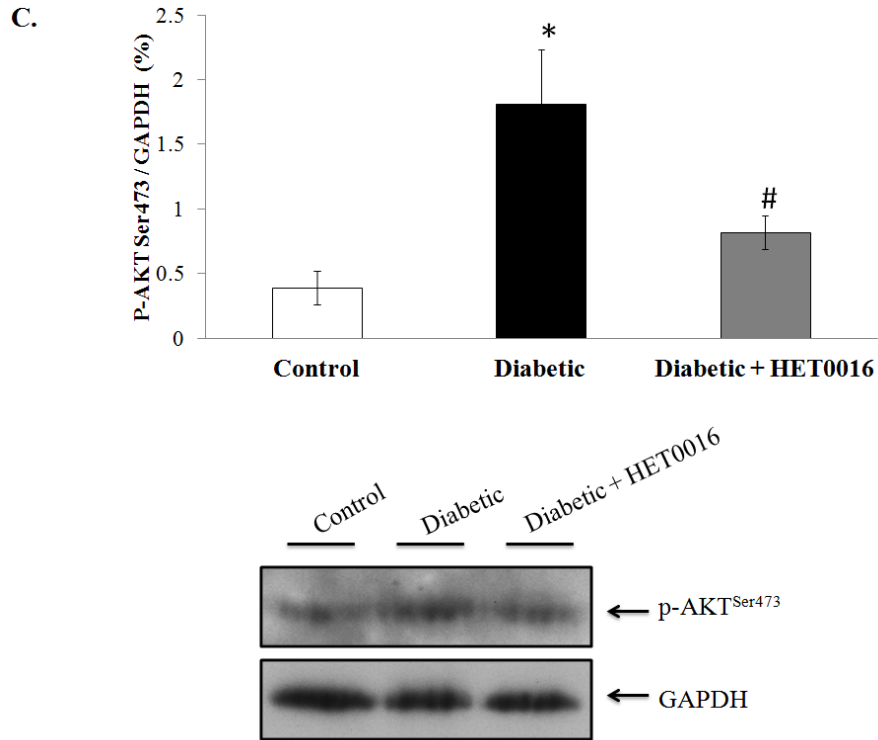 C.
P-AKT Ser473 / GAPDH (%)
2.5
2
1.5
1
0.5
0
*
#
Control
Diabetic
Diabetic + HET0016
Control
Diabetic
Diabetic + HET0016
p-AKTSer473
GAPDH